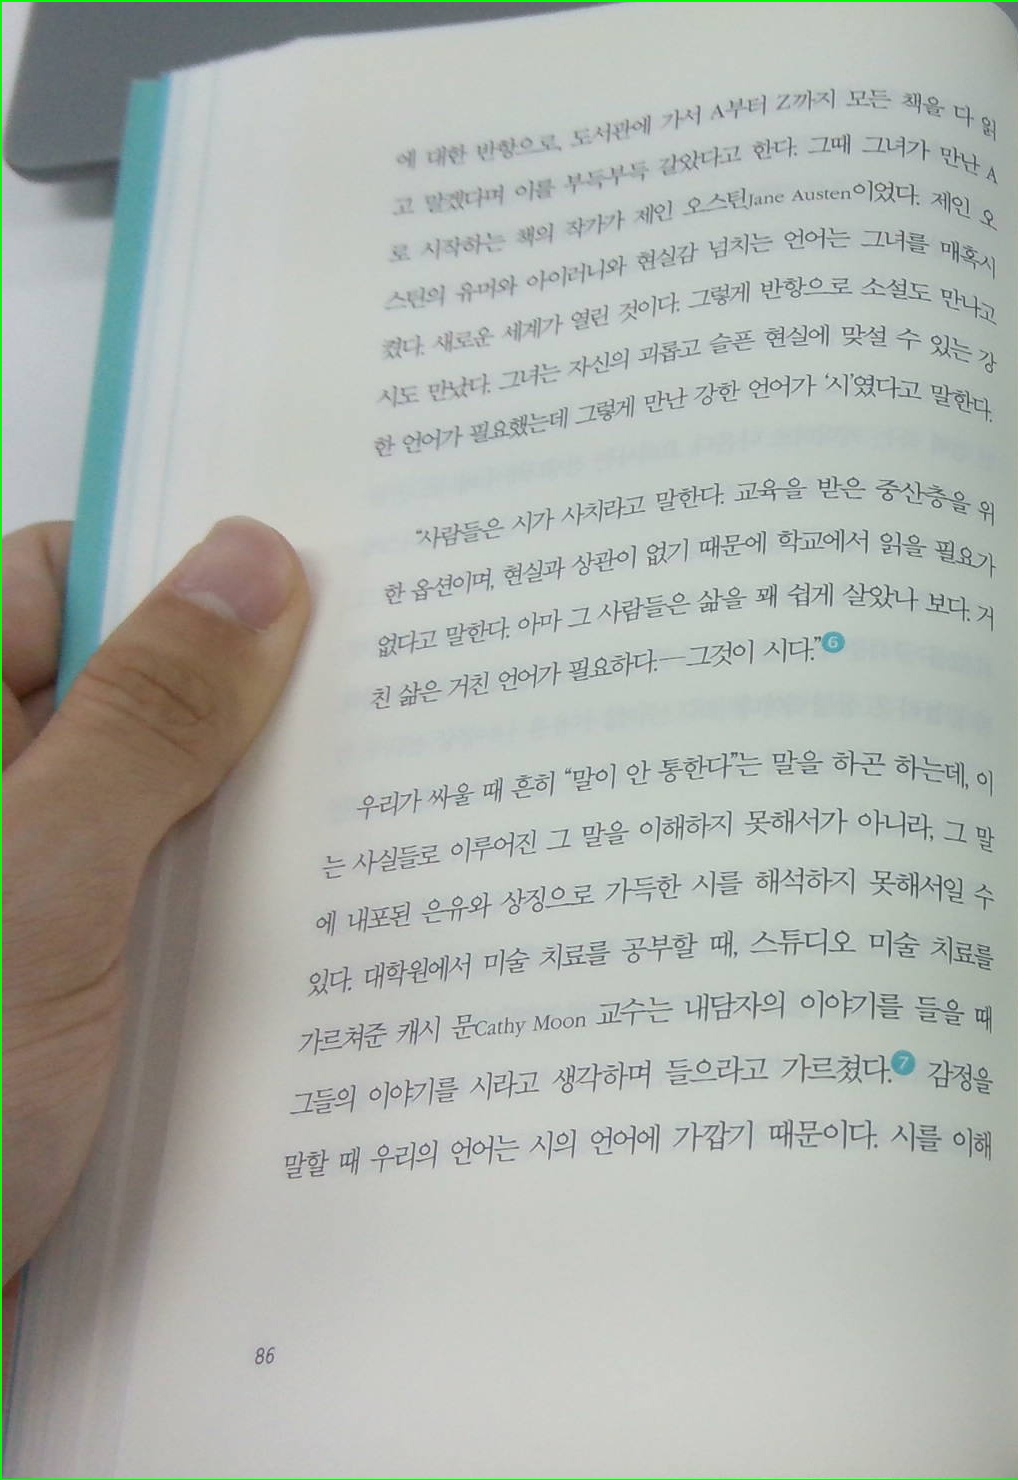 에 대한 반항으로, 도서관에 가서 A부터 Z까지 모든 책을 다 읽
고 말겠다며 이를 부득부득 갈았다고 한다. 그때 그녀가 만난 A
로 시작하는 책의 작가가 제인 오스틴Jane Austen이었다. 제인 오
스틴의 유머와 아이러니와 현실감 넘치는 언어는 그녀를 매혹시
켰다. 새로운 세계가 열린 것이다. 그렇게 반항으로 소설도 만나고
시도 만났다. 그녀는 자신의 괴롭고 슬픈 현실에 맞설 수 있는 강
한 언어가 필요했는데 그렇게 만난 강한 언어가 ‘시’였다고 말한다.
“사람들은 시가 사치라고 말한다. 교육을 받은 중산층을 위
한 옵션이며, 현실과 상관이 없기 때문에 학교에서 읽을 필요가
없다고 말한다. 아마 그 사람들은 삶을 꽤 쉽게 살았나 보다. 거
친 삶은 거친 언어가 필요하다.—그것이 시다.”6
우리가 싸울 때 흔히 “말이 안 통한다”는 말을 하곤 하는데, 이
는 사실들로 이루어진 그 말을 이해하지 못해서가 아니라, 그 말
에 내포된 은유와 상징으로 가득한 시를 해석하지 못해서일 수
있다. 대학원에서 미술 치료를 공부할 때, 스튜디오 미술 치료를
가르쳐준 캐시 문Cathy Moon 교수는 내담자의 이야기를 들을 때
그들의 이야기를 시라고 생각하며 들으라고 가르쳤다.7 감정을
말할 때 우리의 언어는 시의 언어에 가깝기 때문이다. 시를 이해
86